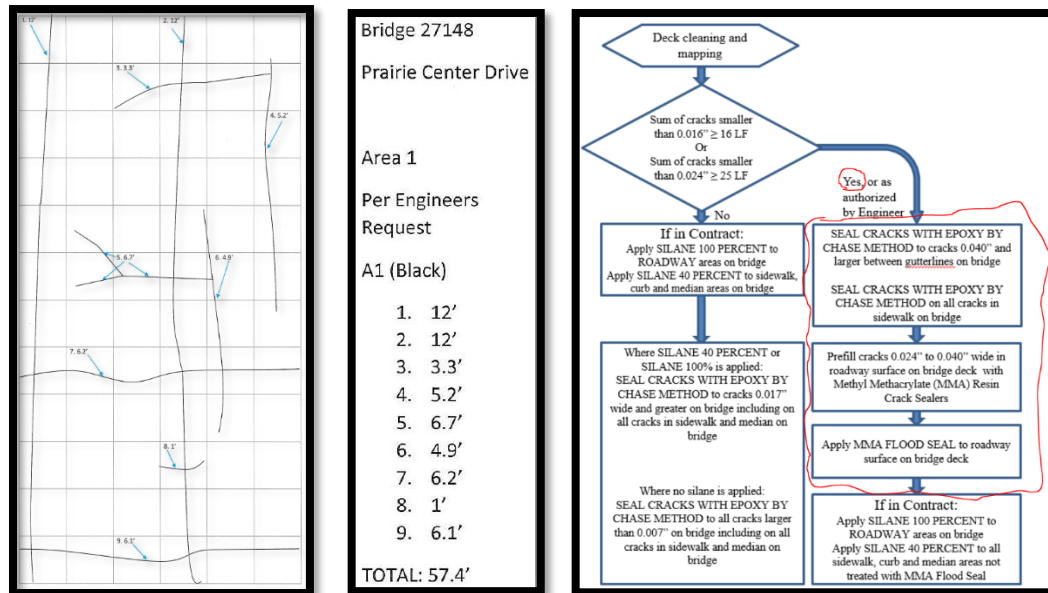 1. 12'
2. 12'
3. 3.3'
4. 5.2'
5. 6.7'
6. 4.9'
7. 6.2'
8. 1'
9. 6.1'
Bridge 27148
Prairie Center Drive
Area 1
Per Engineers
Request
A1 (Black)
1. 12'
2. 12'
3. 3.3'
4. 5.2'
5. 6.7'
6. 4.9'
7. 6.2'
8. 1'
9. 6.1'
TOTAL: 57.4'
Deck cleaning and
mapping
Sum of cracks smaller
than 0.016" ≥ 16 LF
Or
Sum of cracks smaller
than 0.024" ≥ 25 LF
No
Yes, or as
authorized
by Engineer
If in Contract:
Apply SILANE 100 PERCENT to
ROADWAY areas on bridge
Apply SILANE 40 PERCENT to sidewalk,
curb and median areas on bridge
Where SILANE 40 PERCENT or
SILANE 100% is applied:
SEAL CRACKS WITH EPOXY BY
CHASE METHOD to cracks 0.017"
wide and greater on bridge including on
all cracks in sidewalk and median on
bridge
Where no silane is applied:
SEAL CRACKS WITH EPOXY BY
CHASE METHOD to all cracks larger
than 0.007" on bridge including on all
cracks in sidewalk and median on
bridge
SEAL CRACKS WITH EPOXY BY
CHASE METHOD to cracks 0.040" and
larger between gutterlines on bridge
SEAL CRACKS WITH EPOXY BY
CHASE METHOD on all cracks in
sidewalk on bridge
Prefill cracks 0.024" to 0.040" wide in
roadway surface on bridge deck with
Methyl Methacrylate (MMA) Resin
Crack Sealers
Apply MMA FLOOD SEAL to roadway
surface on bridge deck
If in Contract:
Apply SILANE 100 PERCENT to
ROADWAY areas on bridge
Apply SILANE 40 PERCENT to all
sidewalk, curb and median areas not
treated with MMA Flood Seal